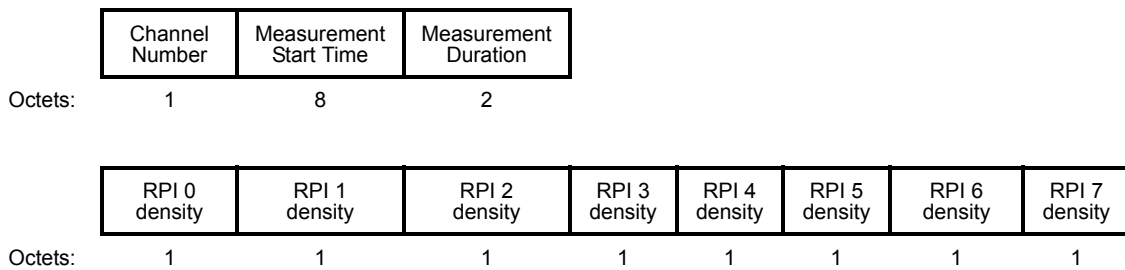 Channel Number Measurement Start Time Measurement Duration
Octets: 1 8 2
RPI 0 density RPI 1 density RPI 2 density RPI 3 density RPI 4 density RPI 5 density RPI 6 density RPI 7 density
Octets: 1 1 1 1 1 1 1 1